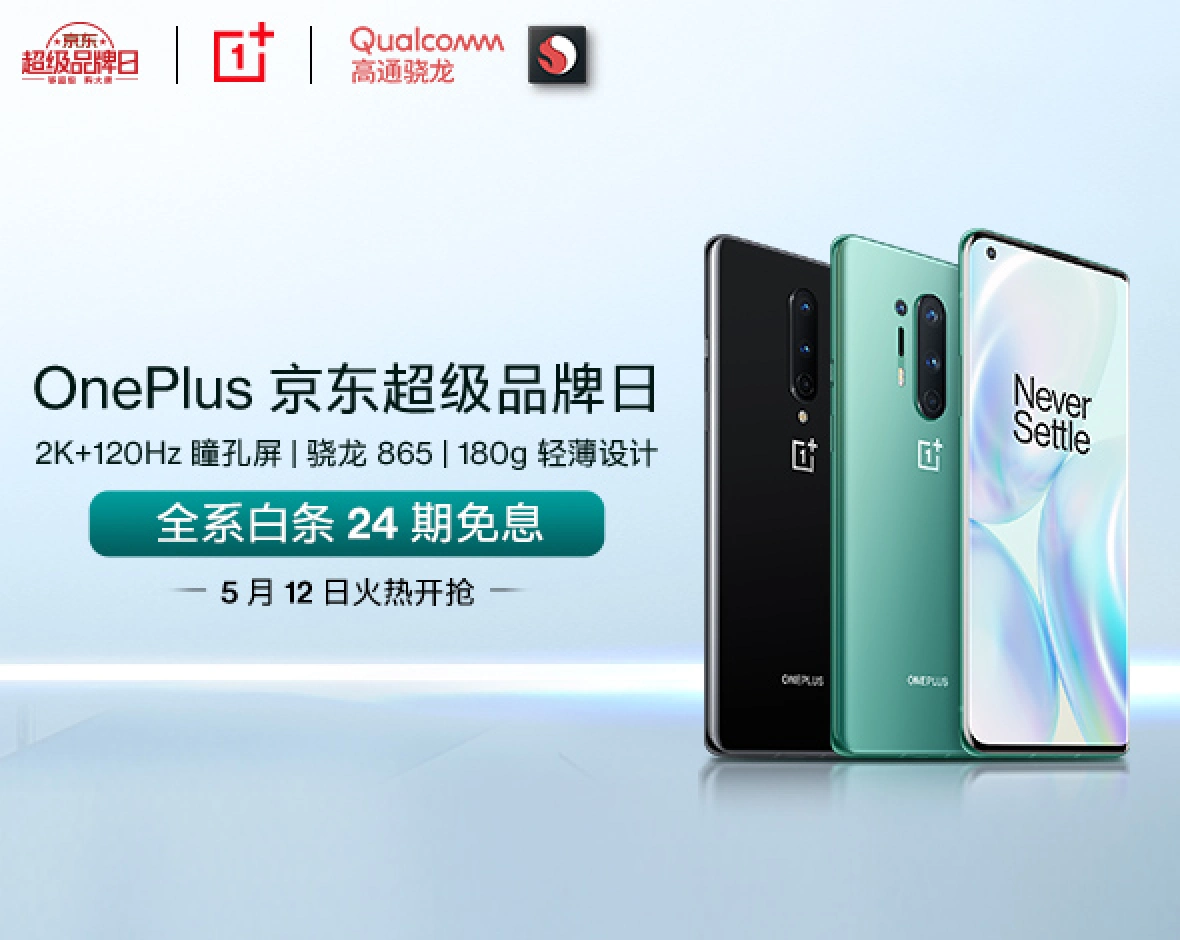 京东
超级品牌日
Qualcomm
高通骁龙
OnePlus 京东超级品牌日
2K+120Hz 瞳孔屏 | 骁龙 865 | 180g 轻薄设计
全系白条 24 期免息
5 月 12 日火热开抢
1+
ONEPLUS
1+
ONEPLUS
Never
Settle